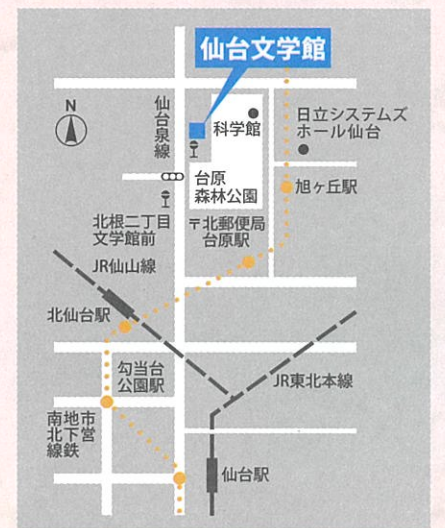 仙台文学館
N
仙台泉線
科学館
日立システムズ
ホール仙台
台原
森林公園
旭ヶ丘駅
北根二丁目
文学館前
〒北郵便局
台原駅
JR仙山線
北仙台駅
勾当台
公園駅
JR東北本線
市営
地下鉄
南北線
仙台駅